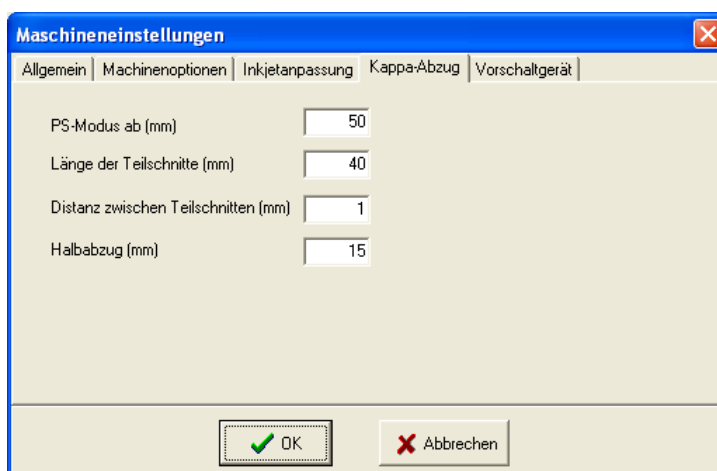 Maschineneinstellungen
Allgemein Machinenoptionen Inkjetanpassung Kappa-Abzug Vorschaltgerät
PS-Modus ab (mm) 50
Länge der Teilschnitte (mm) 40
Distanz zwischen Teilschnitten (mm) 1
Halbabzug (mm) 15
OK Abbrechen